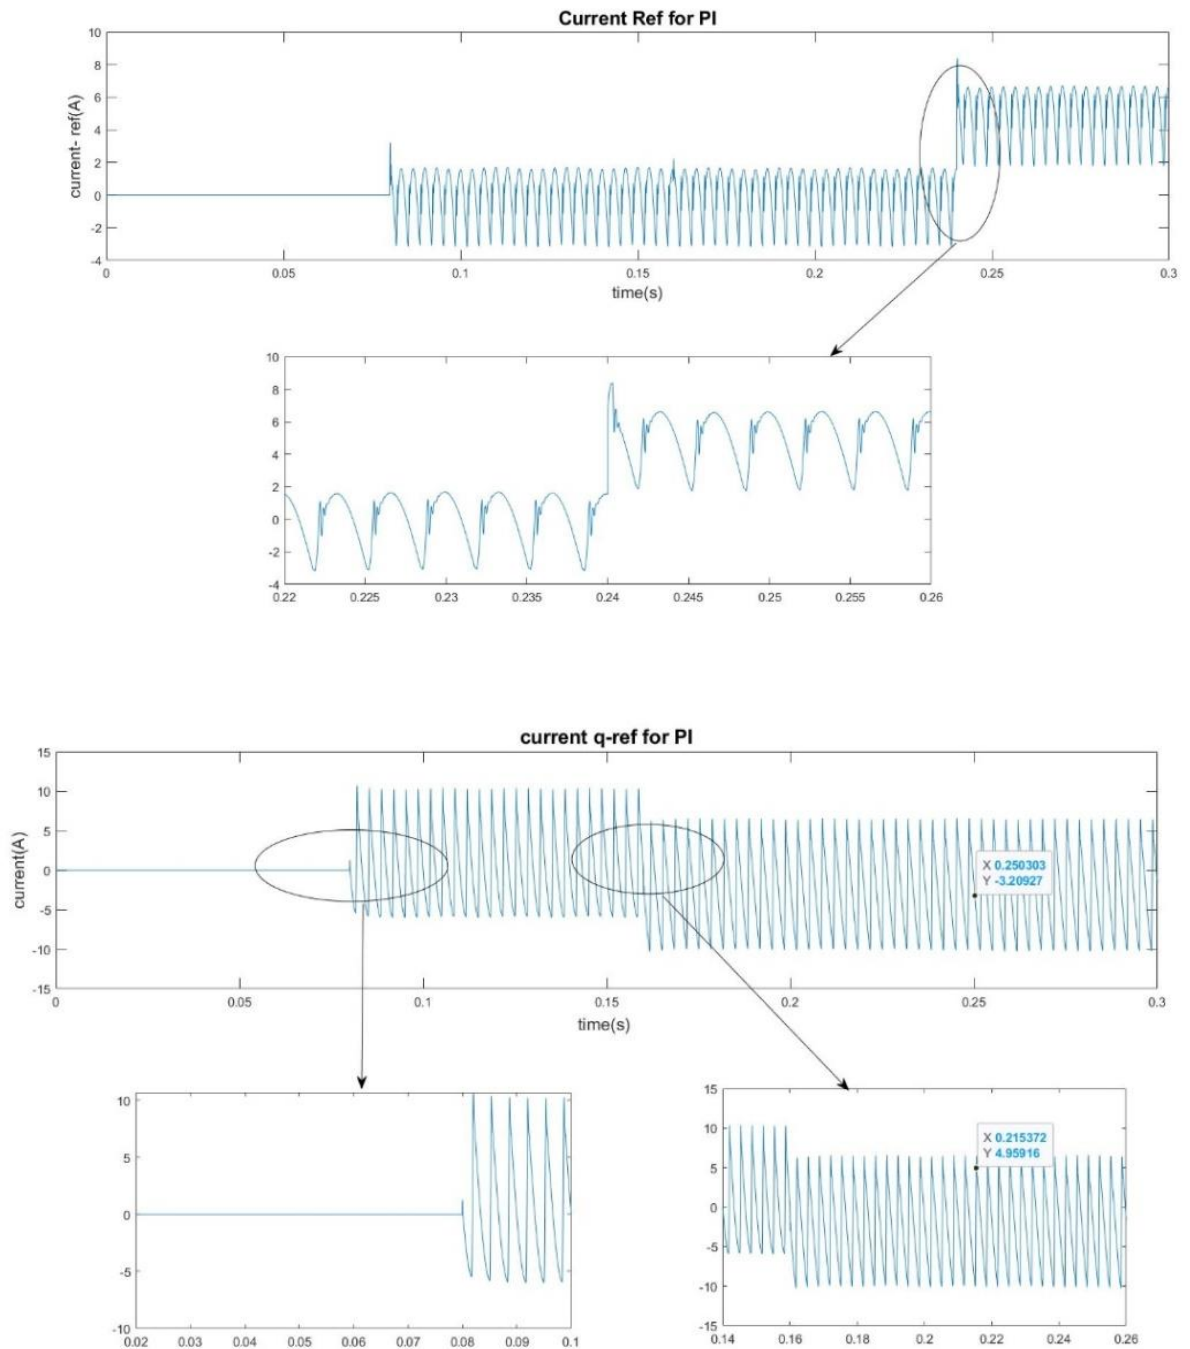 Current Ref for PI
10
8
6
4
2
0
-2
-4
current- ref(A)
0 0.05 0.1 0.15 0.2 0.25 0.3
time(s)
10
8
6
4
2
0
-2
-4
0.22 0.225 0.23 0.235 0.24 0.245 0.25 0.255 0.26
current q-ref for PI
15
10
5
0
-5
-10
-15
current(A)
X 0.250303
Y -3.20927
0 0.05 0.1 0.15 0.2 0.25 0.3
time(s)
10
5
0
-5
-10
0.02 0.03 0.04 0.05 0.06 0.07 0.08 0.09 0.1
15
10
5
0
-5
-10
-15
X 0.215372
Y 4.95916
0.14 0.16 0.18 0.2 0.22 0.24 0.26